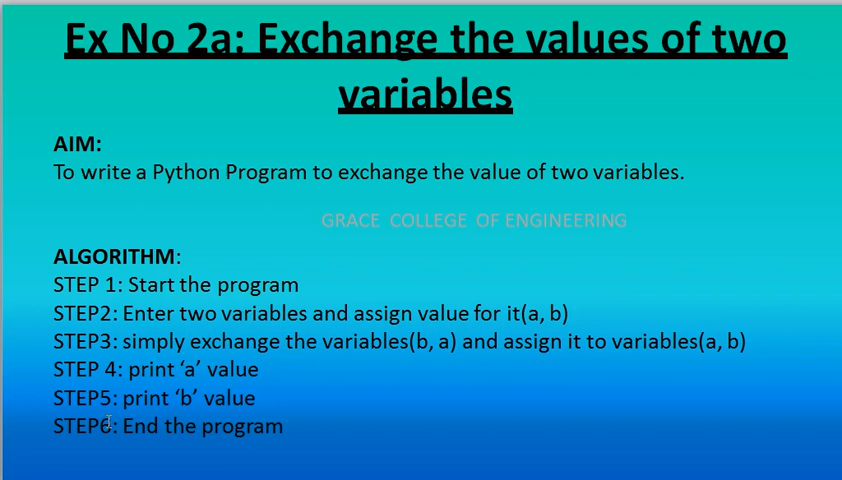 Ex No 2a: Exchange the values of two
variables
AIM:
To write a Python Program to exchange the value of two variables.
GRACE COLLEGE OF ENGINEERING
ALGORITHM:
STEP 1: Start the program
STEP2: Enter two variables and assign value for it(a, b)
STEP3: simply exchange the variables(b, a) and assign it to variables(a, b)
STEP 4: print ‘a’ value
STEP5: print ‘b’ value
STEP6: End the program